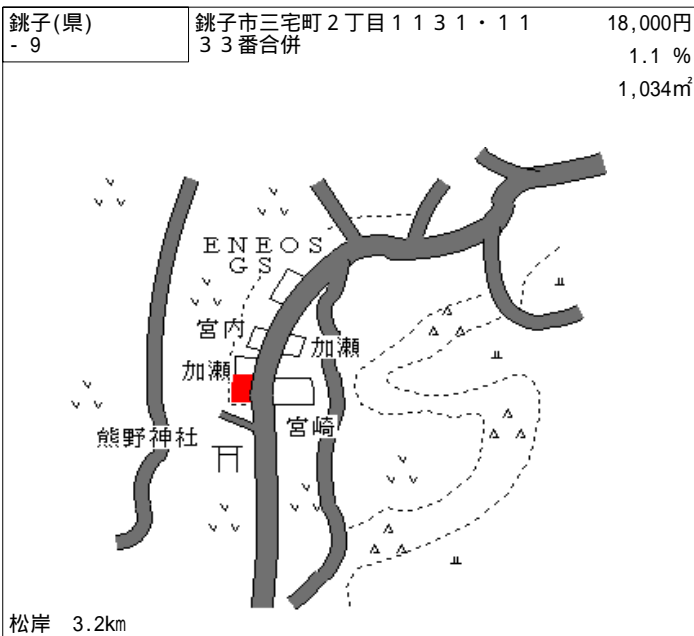 銚子(県)
- 9
銚子市三宅町２丁目１１３１・１１
３３番合併
18,000円
1.1 %
1,034㎡
ＥＮＥＯＳ
ＧＳ
宮内
加瀬
加瀬
宮崎
熊野神社
松岸 3.2km